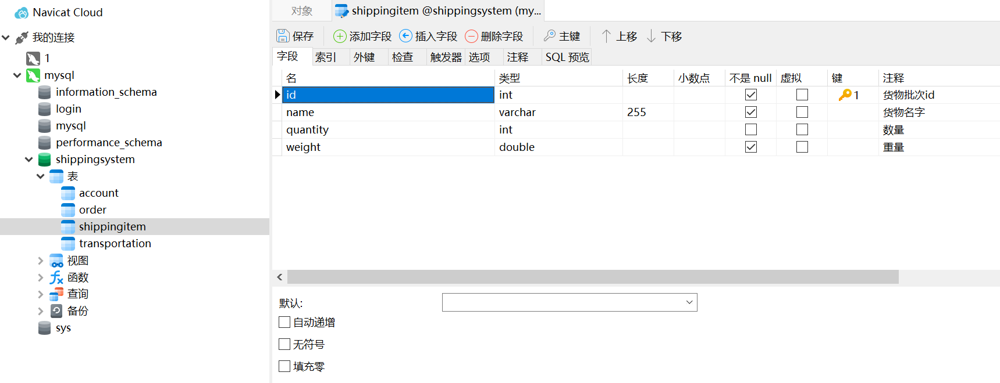 Navicat Cloud
我的连接
1
mysql
information_schema
login
mysql
performance_schema
shippingsystem
表
account
order
shippingitem
transportation
视图
函数
查询
备份
sys
对象 shippingitem @shippingsystem (my...
保存 添加字段 插入字段 删除字段 主键 上移 下移
字段 索引 外键 检查 触发器 选项 注释 SQL 预览
名 类型 长度 小数点 不是 null 虚拟 键 注释
id int 1 货物批次id
name varchar 255 货物名字
quantity int 数量
weight double 重量
默认:
自动递增
无符号
填充零